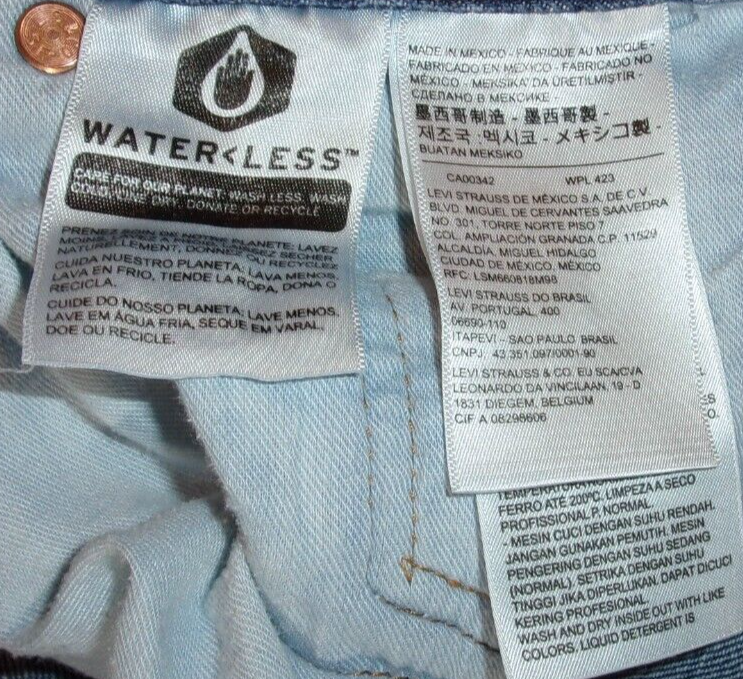 WATER<LESS™
CARE FOR OUR PLANET: WASH LESS, WASH
COLD, LINE DRY, DONATE OR RECYCLE
PRENEZ SOIN DE NOTRE PLANETE: LAVEZ
MOINS, A FROID, SECHER
NATURELLEMENT, DONNEZ OU RECYCLEZ
CUIDA NUESTRO PLANETA: LAVA MENOS,
LAVA EN FRIO, TIENDE LA ROPA, DONA O
RECICLA.
CUIDE DO NOSSO PLANETA: LAVE MENOS,
LAVE EM ÁGUA FRIA, SEQUE EM VARAL,
DOE OU RECICLE.
MADE IN MEXICO - FABRIQUE AU MEXIQUE -
FABRICADO EN MEXICO - FABRICADO NO
MÉXICO - MEKSİKA' DA ÜRETILMIŞTIR -
СДЕЛАНО В МЕКСИКЕ
墨西哥制造 - 墨西哥製 -
제조국 : 멕시코 - メキシコ製 -
BUATAN MEKSIKO
CA00342 WPL 423
LEVI STRAUSS DE MÉXICO S.A. DE C.V.
BLVD. MIGUEL DE CERVANTES SAAVEDRA
NO. 301, TORRE NORTE PISO 7
COL. AMPLIACIÓN GRANADA C.P. 11529
ALCALDÍA. MIGUEL HIDALGO
CIUDAD DE MÉXICO. MÉXICO
RFC: LSM660818M98
LEVI STRAUSS DO BRASIL
AV. PORTUGAL, 400
06690-110
ITAPEVI - SAO PAULO BRASIL
CNPJ. 43.351.097/0001-90
LEVI STRAUSS & CO. EU SCA/CVA
LEONARDO DA VINCILAAN, 19 - D
1831 DIEGEM, BELGIUM
CIF A 08298606
FERRO ATÉ 200ºC. LIMPEZA A SECO
PROFISSIONAL P. NORMAL
- MESIN CUCI DENGAN SUHU RENDAH.
JANGAN GUNAKAN PEMUTIH. MESIN
PENGERING DENGAN SUHU SEDANG
(NORMAL). SETRIKA DENGAN SUHU
TINGGI JIKA DIPERLUKAN. DAPAT DICUCI
KERING PROFESIONAL
WASH AND DRY INSIDE OUT WITH LIKE
COLORS. LIQUID DETERGENT IS